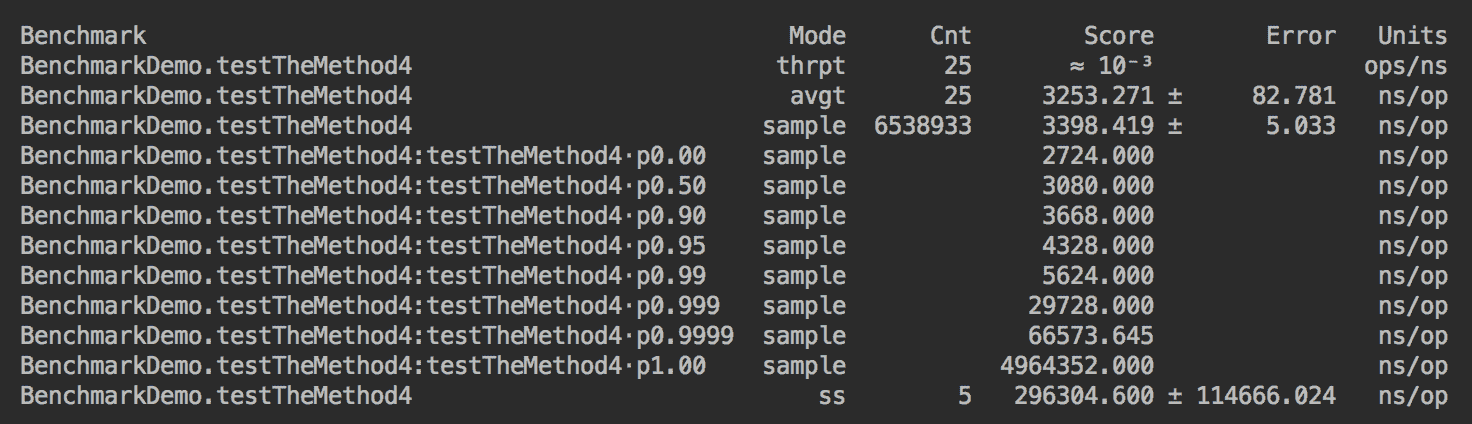 Benchmark Mode Cnt Score Error Units
BenchmarkDemo.testTheMethod4 thrpt 25 ≈ 10⁻³ ops/ns
BenchmarkDemo.testTheMethod4 avgt 25 3253.271 ± 82.781 ns/op
BenchmarkDemo.testTheMethod4 sample 6538933 3398.419 ± 5.033 ns/op
BenchmarkDemo.testTheMethod4:testTheMethod4·p0.00 sample 2724.000 ns/op
BenchmarkDemo.testTheMethod4:testTheMethod4·p0.50 sample 3080.000 ns/op
BenchmarkDemo.testTheMethod4:testTheMethod4·p0.90 sample 3668.000 ns/op
BenchmarkDemo.testTheMethod4:testTheMethod4·p0.95 sample 4328.000 ns/op
BenchmarkDemo.testTheMethod4:testTheMethod4·p0.99 sample 5624.000 ns/op
BenchmarkDemo.testTheMethod4:testTheMethod4·p0.999 sample 29728.000 ns/op
BenchmarkDemo.testTheMethod4:testTheMethod4·p0.9999 sample 66573.645 ns/op
BenchmarkDemo.testTheMethod4:testTheMethod4·p1.00 sample 4964352.000 ns/op
BenchmarkDemo.testTheMethod4 ss 5 296304.600 ± 114666.024 ns/op